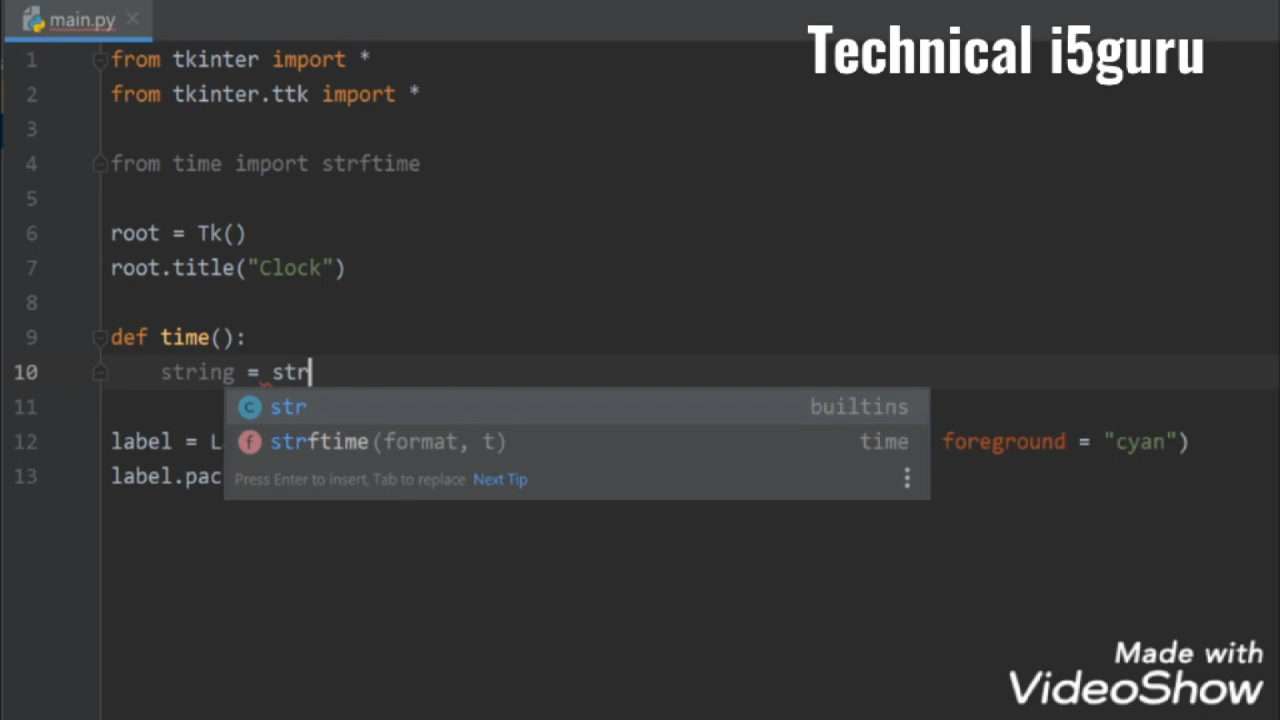 main.py
Technical i5guru
1 from tkinter import *
2 from tkinter.ttk import *
3
4 from time import strftime
5
6 root = Tk()
7 root.title("Clock")
8
9 def time():
10 string = str
str builtins
11
strftime(format, t) time
12 label = L foreground = "cyan")
13 label.pac
Press Enter to insert, Tab to replace Next Tip
Made with
VideoShow